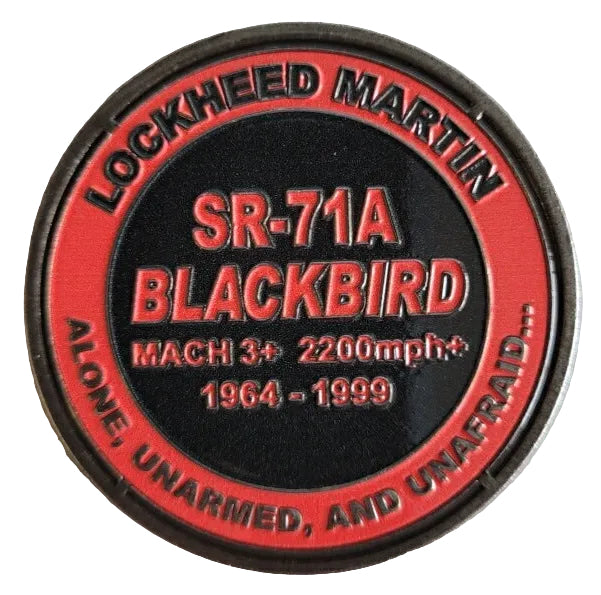 LOCKHEED MARTIN
SR-71A
BLACKBIRD
MACH 3+ 2200mph+
1964 - 1999
ALONE, UNARMED, AND UNAFRAID...